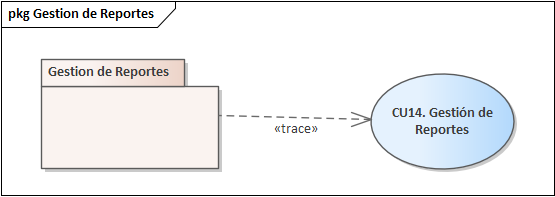 pkg Gestion de Reportes
Gestion de Reportes
CU14. Gestión de
Reportes
«trace»